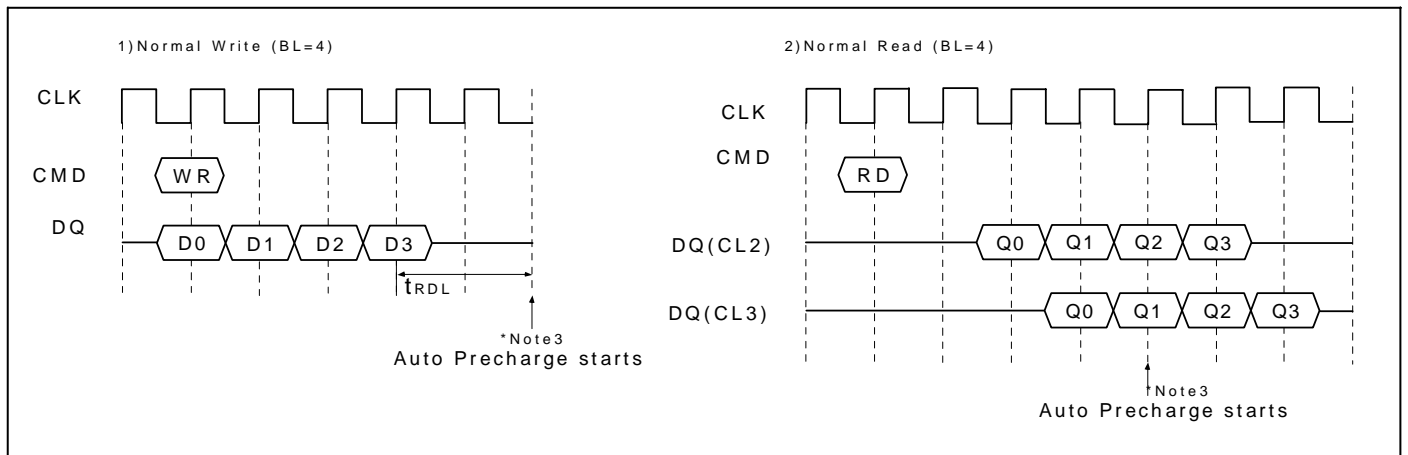 1)Normal Write (BL=4)
CLK
CMD
WR
DQ
D0 D1 D2 D3
tRDL
*Note3
Auto Precharge starts
2)Normal Read (BL=4)
CLK
CMD
RD
DQ(CL2)
Q0 Q1 Q2 Q3
DQ(CL3)
Q0 Q1 Q2 Q3
*Note3
Auto Precharge starts